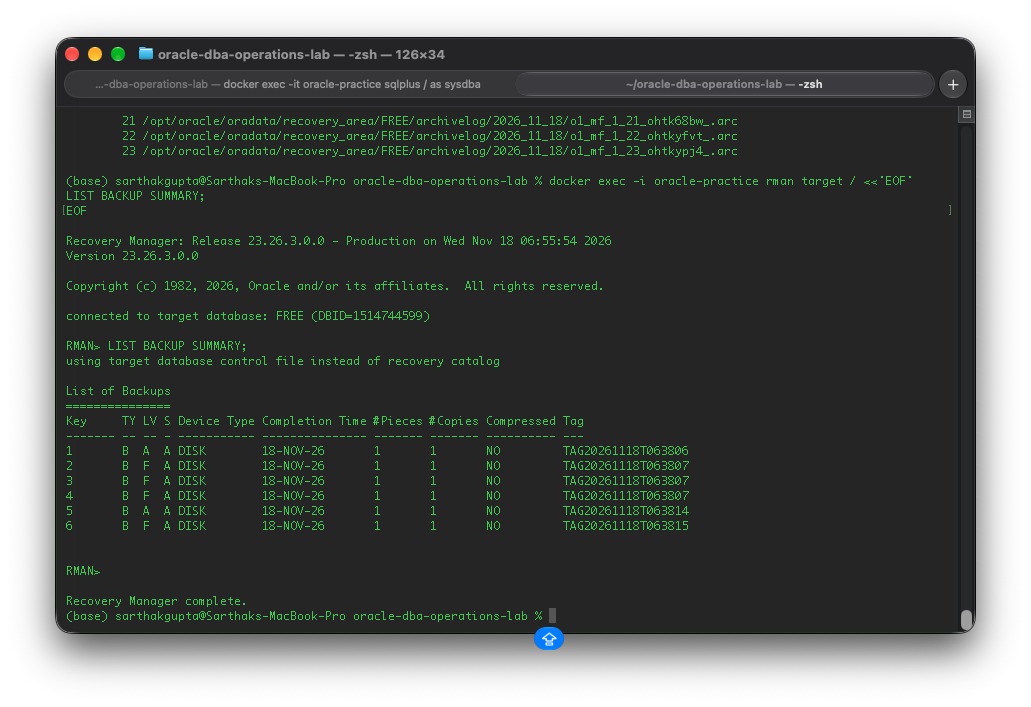 oracle-dba-operations-lab — -zsh — 126×34
...-dba-operations-lab — docker exec -it oracle-practice sqlplus / as sysdba
~/oracle-dba-operations-lab — -zsh
+
21 /opt/oracle/oradata/recovery_area/FREE/archivelog/2026_11_18/o1_mf_1_21_ohtk68bw_.arc
22 /opt/oracle/oradata/recovery_area/FREE/archivelog/2026_11_18/o1_mf_1_22_ohtkyfvt_.arc
23 /opt/oracle/oradata/recovery_area/FREE/archivelog/2026_11_18/o1_mf_1_23_ohtkypj4_.arc
(base) sarthakgupta@Sarthaks-MacBook-Pro oracle-dba-operations-lab % docker exec -i oracle-practice rman target / <<'EOF'
LIST BACKUP SUMMARY;
[EOF ]
Recovery Manager: Release 23.26.3.0.0 - Production on Wed Nov 18 06:55:54 2026
Version 23.26.3.0.0
Copyright (c) 1982, 2026, Oracle and/or its affiliates.  All rights reserved.
connected to target database: FREE (DBID=1514744599)
RMAN> LIST BACKUP SUMMARY;
using target database control file instead of recovery catalog
List of Backups
===============
Key     TY LV S Device Type Completion Time #Pieces #Copies Compressed Tag
------- -- -- - ----------- --------------- ------- ------- ---------- ---
1       B  A  A DISK        18-NOV-26       1       1       NO         TAG20261118T063806
2       B  F  A DISK        18-NOV-26       1       1       NO         TAG20261118T063807
3       B  F  A DISK        18-NOV-26       1       1       NO         TAG20261118T063807
4       B  F  A DISK        18-NOV-26       1       1       NO         TAG20261118T063807
5       B  A  A DISK        18-NOV-26       1       1       NO         TAG20261118T063814
6       B  F  A DISK        18-NOV-26       1       1       NO         TAG20261118T063815
RMAN>
Recovery Manager complete.
(base) sarthakgupta@Sarthaks-MacBook-Pro oracle-dba-operations-lab %